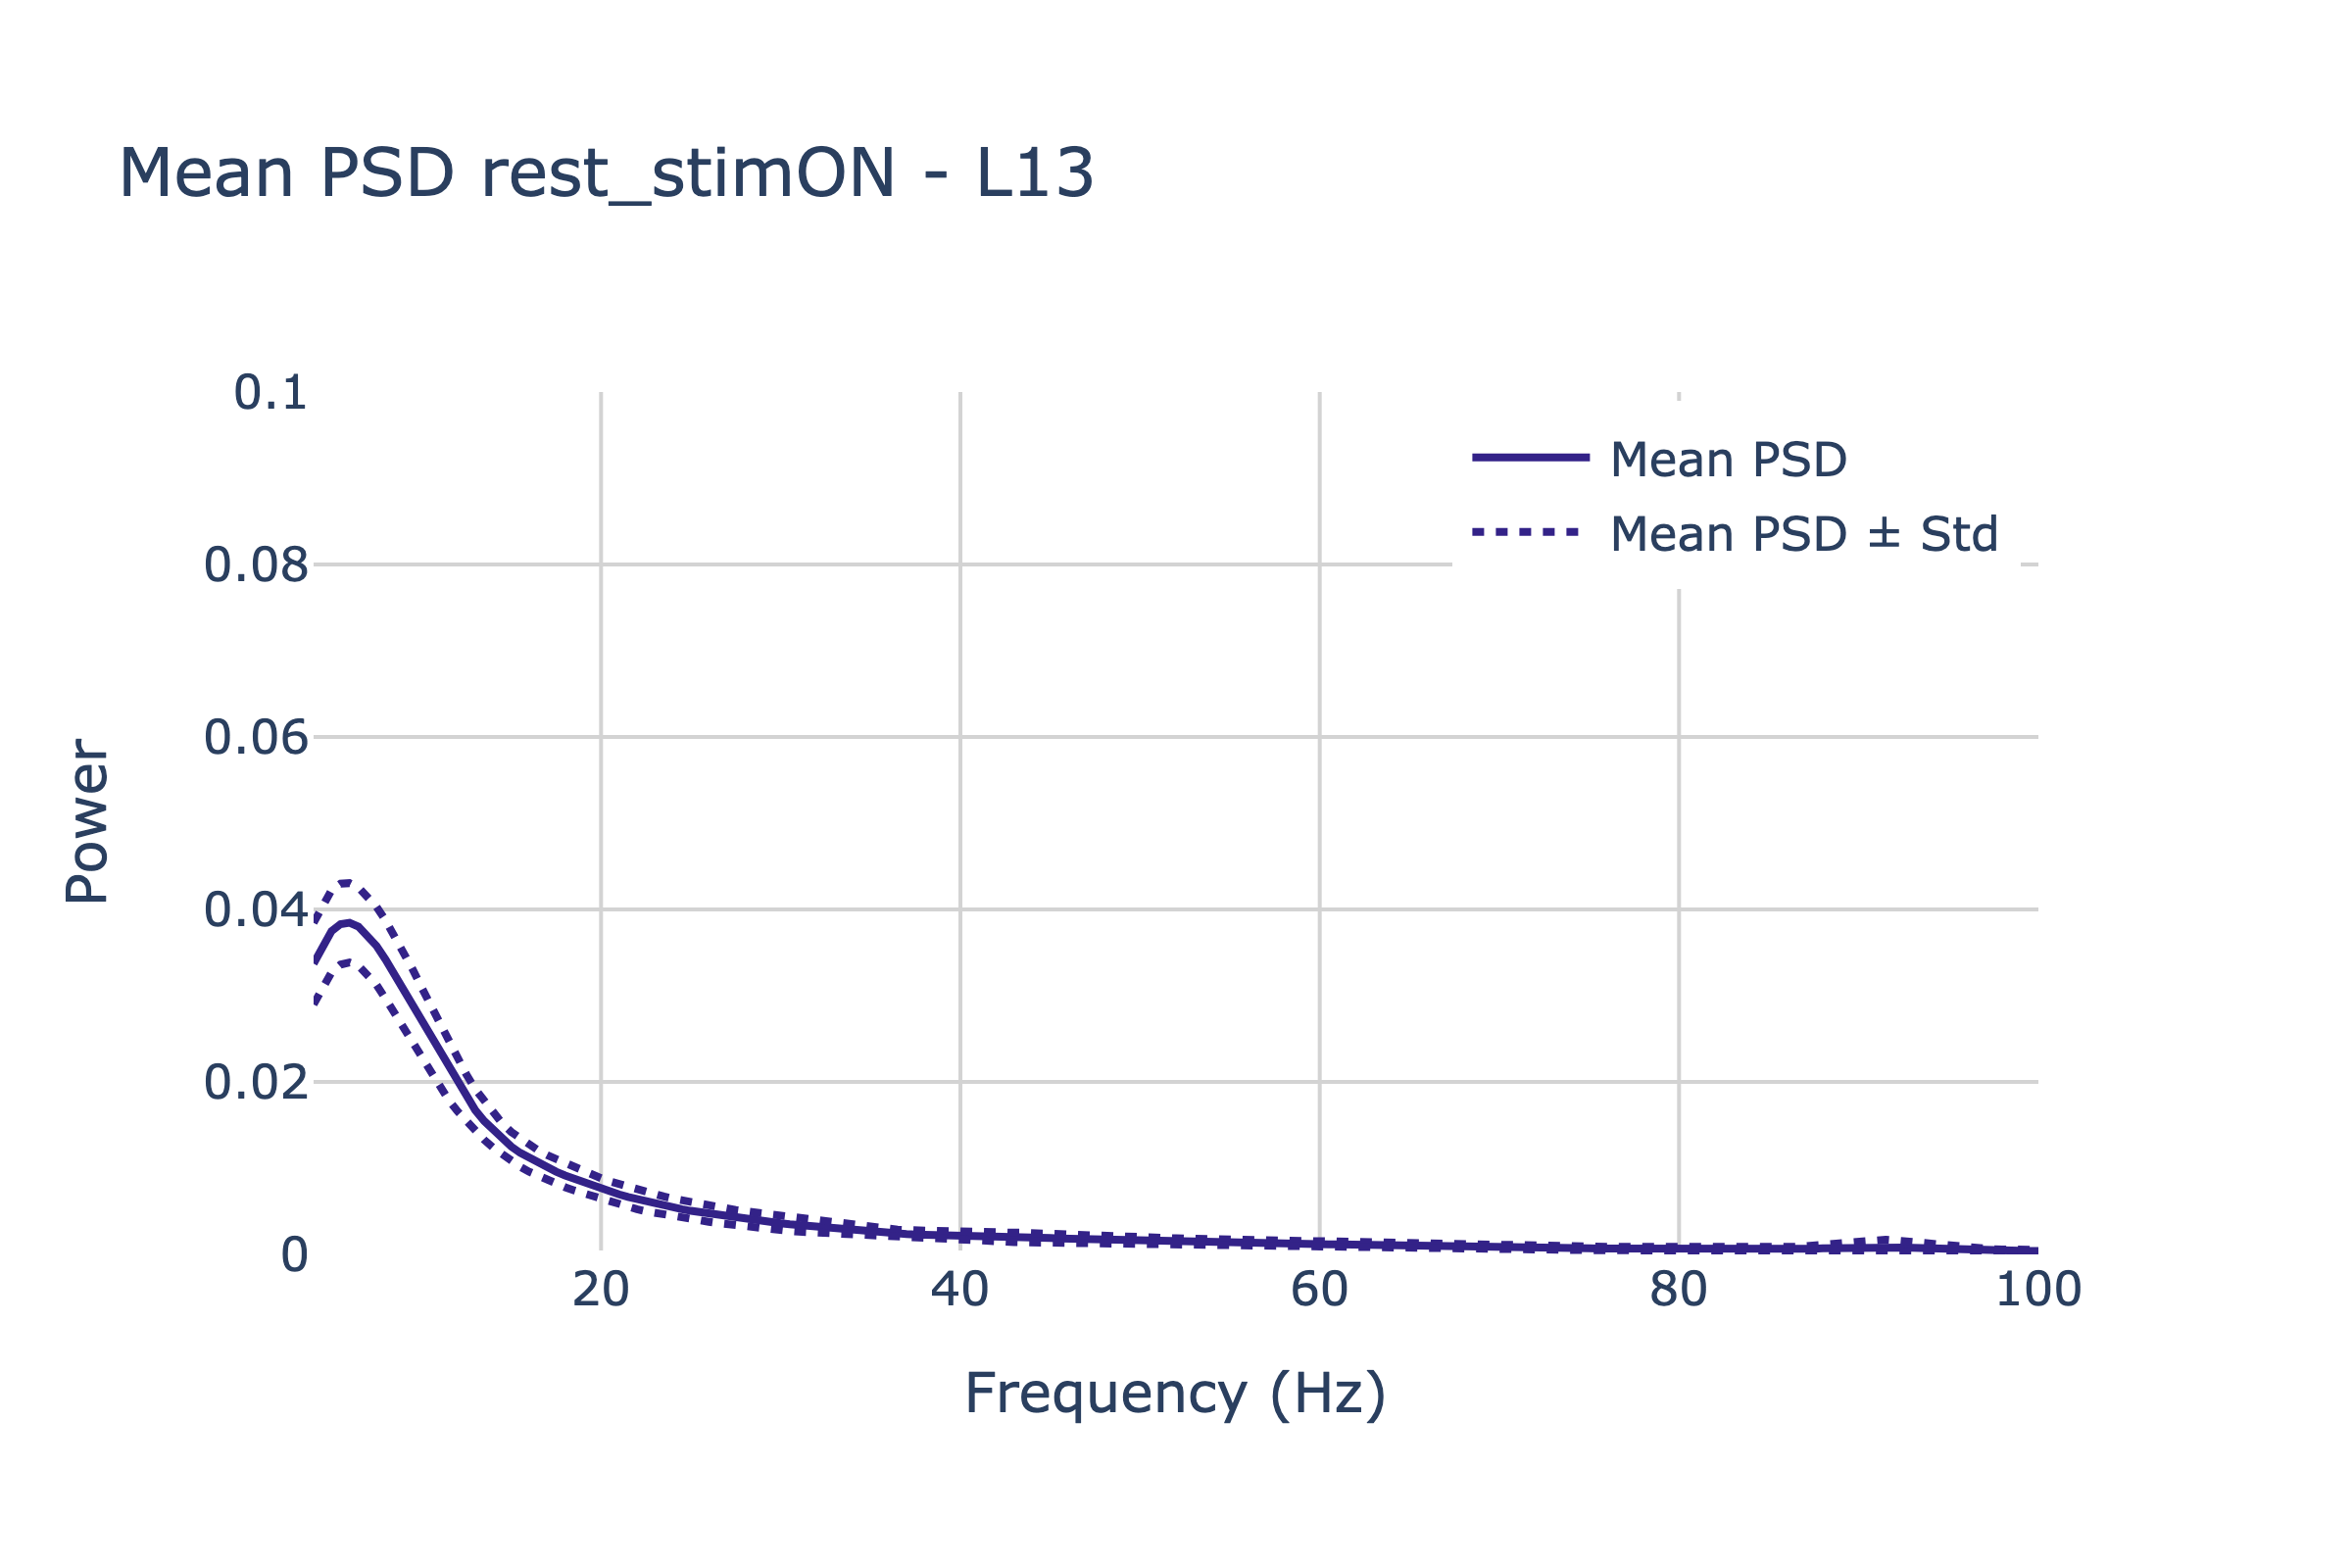 Mean PSD rest_stimON - L13
0.1
0.08
0.06
0.04
0.02
0
Power
Mean PSD
Mean PSD ± Std
20 40 60 80 100
Frequency (Hz)